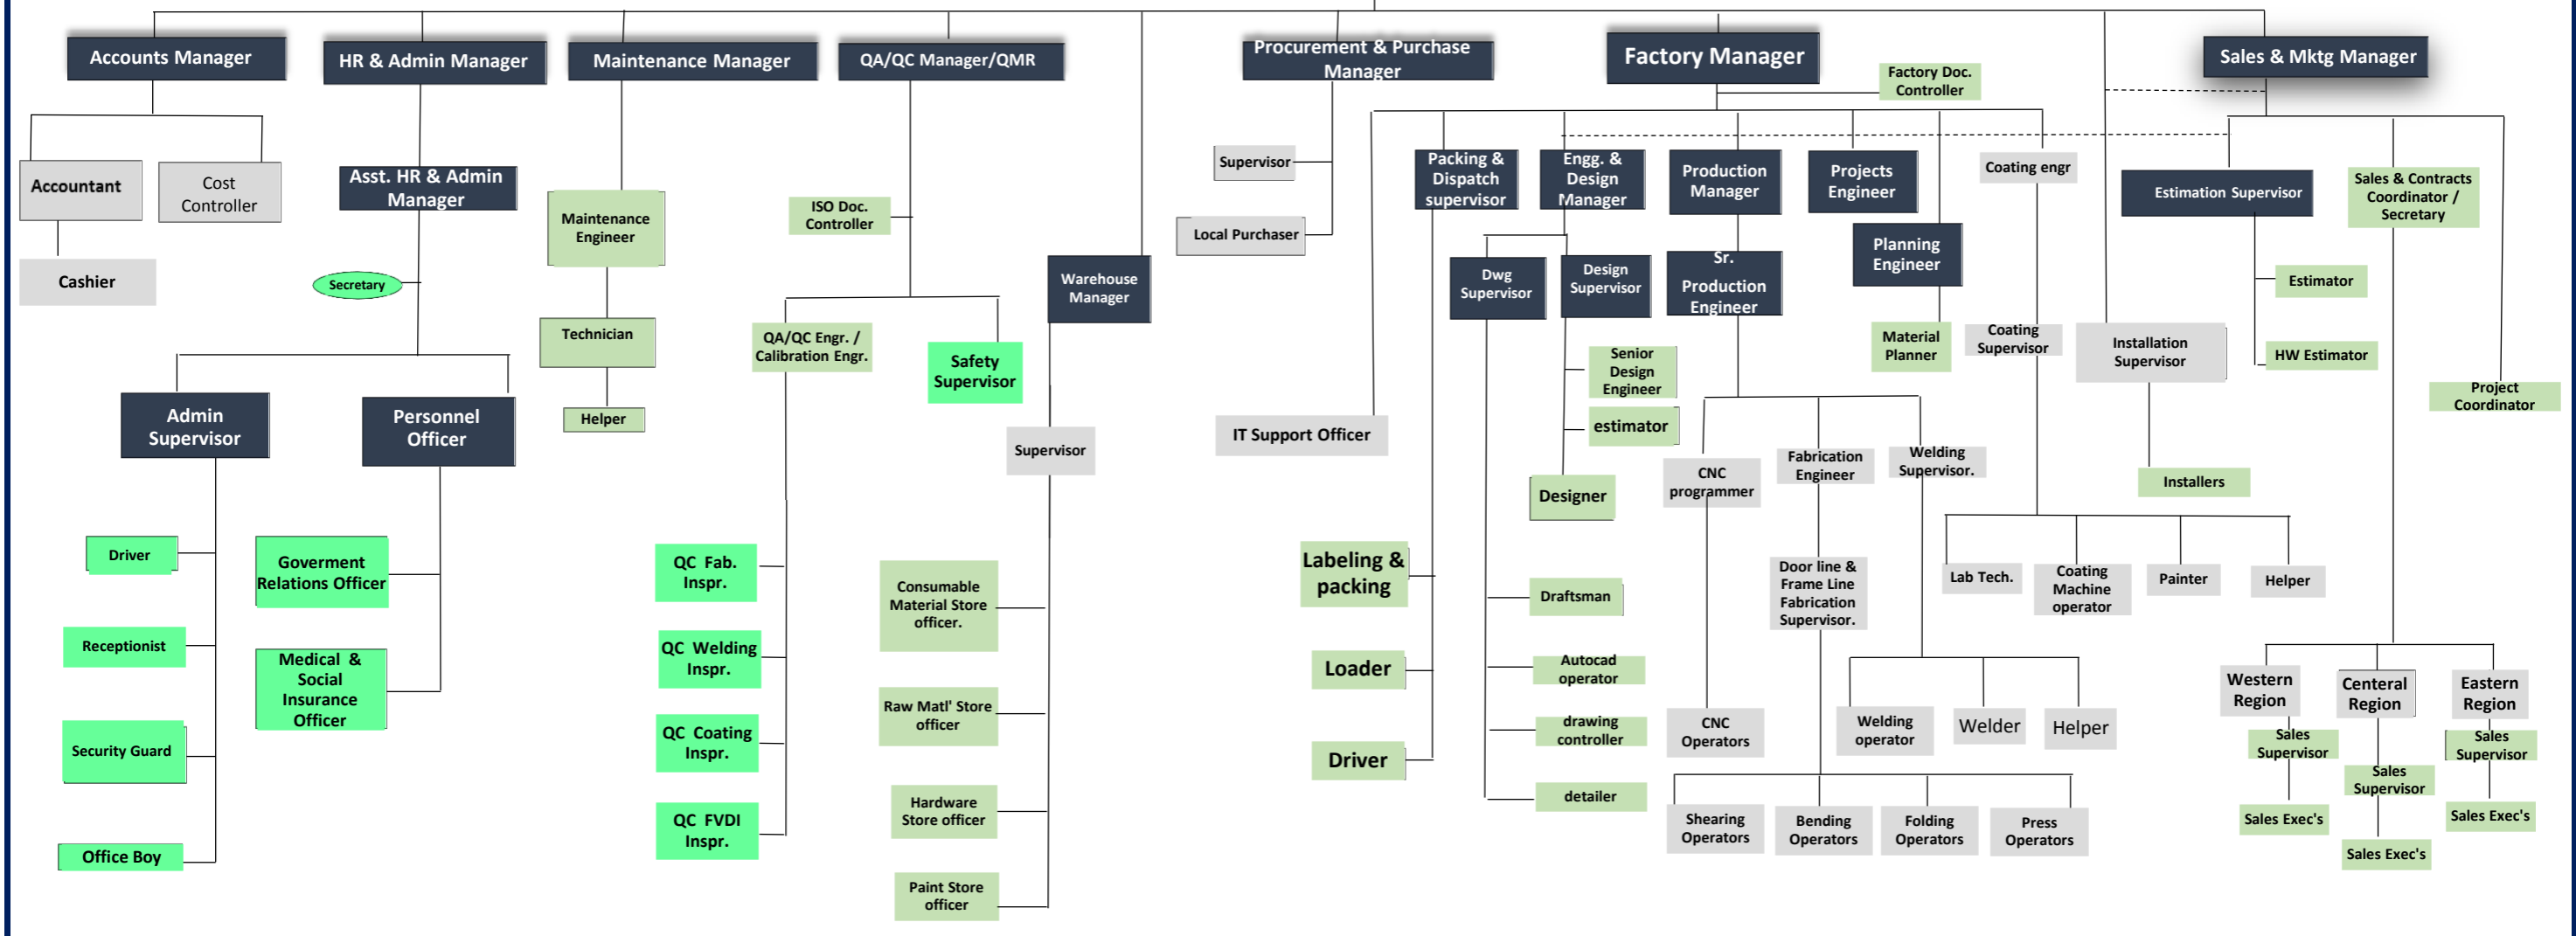 Accounts Manager
HR & Admin Manager
Maintenance Manager
QA/QC Manager/QMR
Procurement & Purchase
Manager
Factory Manager
Sales & Mktg Manager
Factory Doc.
Controller
Accountant
Cost
Controller
Cashier
Asst. HR & Admin
Manager
Secretary
Admin
Supervisor
Personnel
Officer
Driver
Receptionist
Security Guard
Office Boy
Goverment
Relations Officer
Medical &
Social
Insurance
Officer
Maintenance
Engineer
Technician
Helper
ISO Doc.
Controller
QA/QC Engr. /
Calibration Engr.
Safety
Supervisor
QC Fab.
Inspr.
QC Welding
Inspr.
QC Coating
Inspr.
QC FVDI
Inspr.
Warehouse
Manager
Supervisor
Consumable
Material Store
officer.
Raw Matl' Store
officer
Hardware
Store officer
Paint Store
officer
Supervisor
Local Purchaser
IT Support Officer
Packing &
Dispatch
supervisor
Labeling &
packing
Loader
Driver
Engg. &
Design
Manager
Dwg
Supervisor
Design
Supervisor
Senior
Design
Engineer
estimator
Designer
Draftsman
Autocad
operator
drawing
controller
detailer
Production
Manager
Sr.
Production
Engineer
CNC
programmer
CNC
Operators
Fabrication
Engineer
Door line &
Frame Line
Fabrication
Supervisor.
Shearing
Operators
Bending
Operators
Folding
Operators
Press
Operators
Welding
Supervisor.
Welding
operator
Welder
Helper
Projects
Engineer
Planning
Engineer
Material
Planner
Coating engr
Coating
Supervisor
Lab Tech.
Coating
Machine
operator
Painter
Helper
Installation
Supervisor
Installers
Estimation Supervisor
Estimator
HW Estimator
Sales & Contracts
Coordinator /
Secretary
Project
Coordinator
Western
Region
Sales
Supervisor
Sales Exec's
Centeral
Region
Sales
Supervisor
Sales Exec's
Eastern
Region
Sales
Supervisor
Sales Exec's